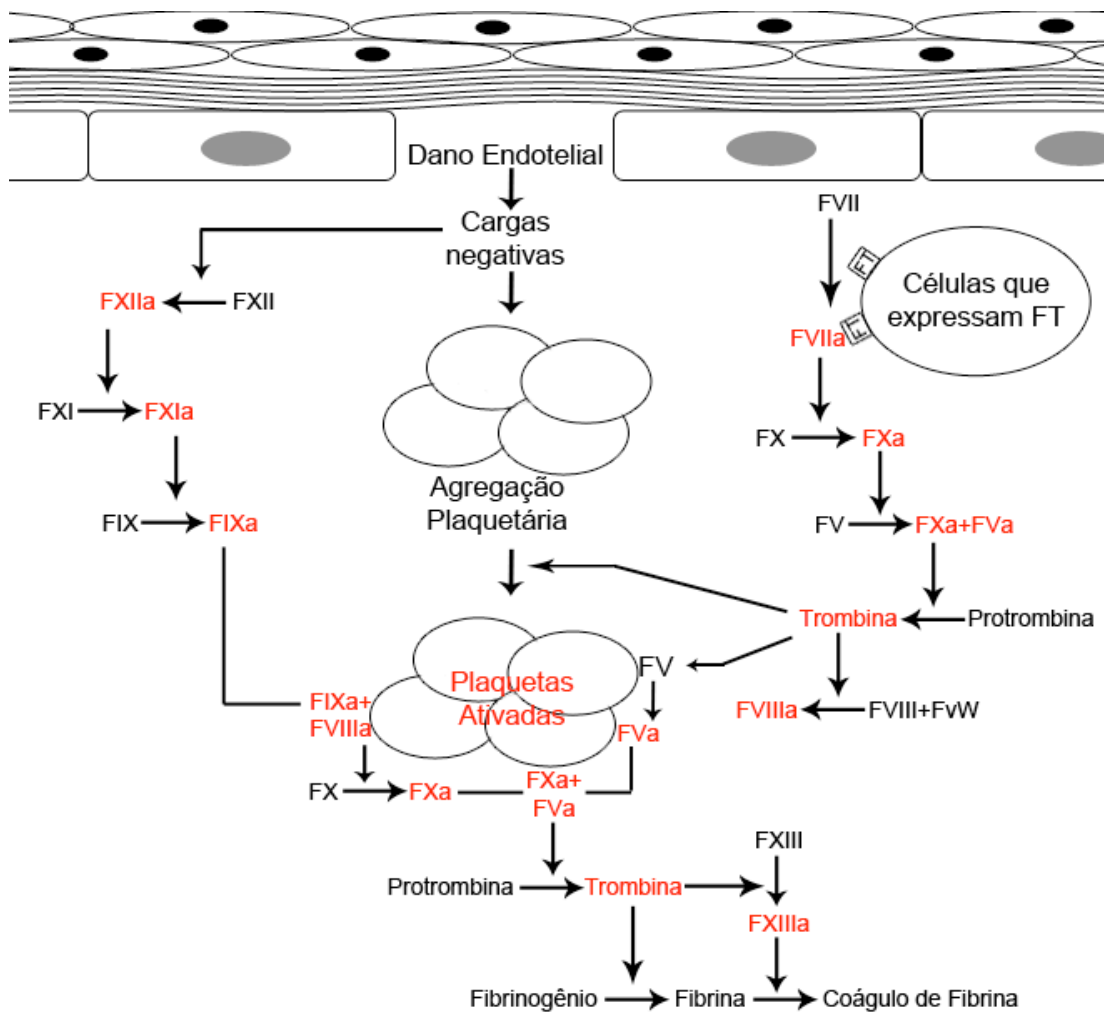 Dano Endotelial
Cargas
negativas
FVII
FT
FT
Células que
expressam FT
FXIIa
FXII
FVIIa
FXI
FXIa
FX
FXa
Agregação
Plaquetária
FIX
FIXa
FV
FXa+FVa
Trombina
Protrombina
FV
Plaquetas
Ativadas
FIXa+
FVIIIa
FVIIIa
FVIII+FvW
FVa
FX
FXa
FXa+
FVa
FXIII
Protrombina
Trombina
FXIIIa
Fibrinogênio
Fibrina
Coágulo de Fibrina